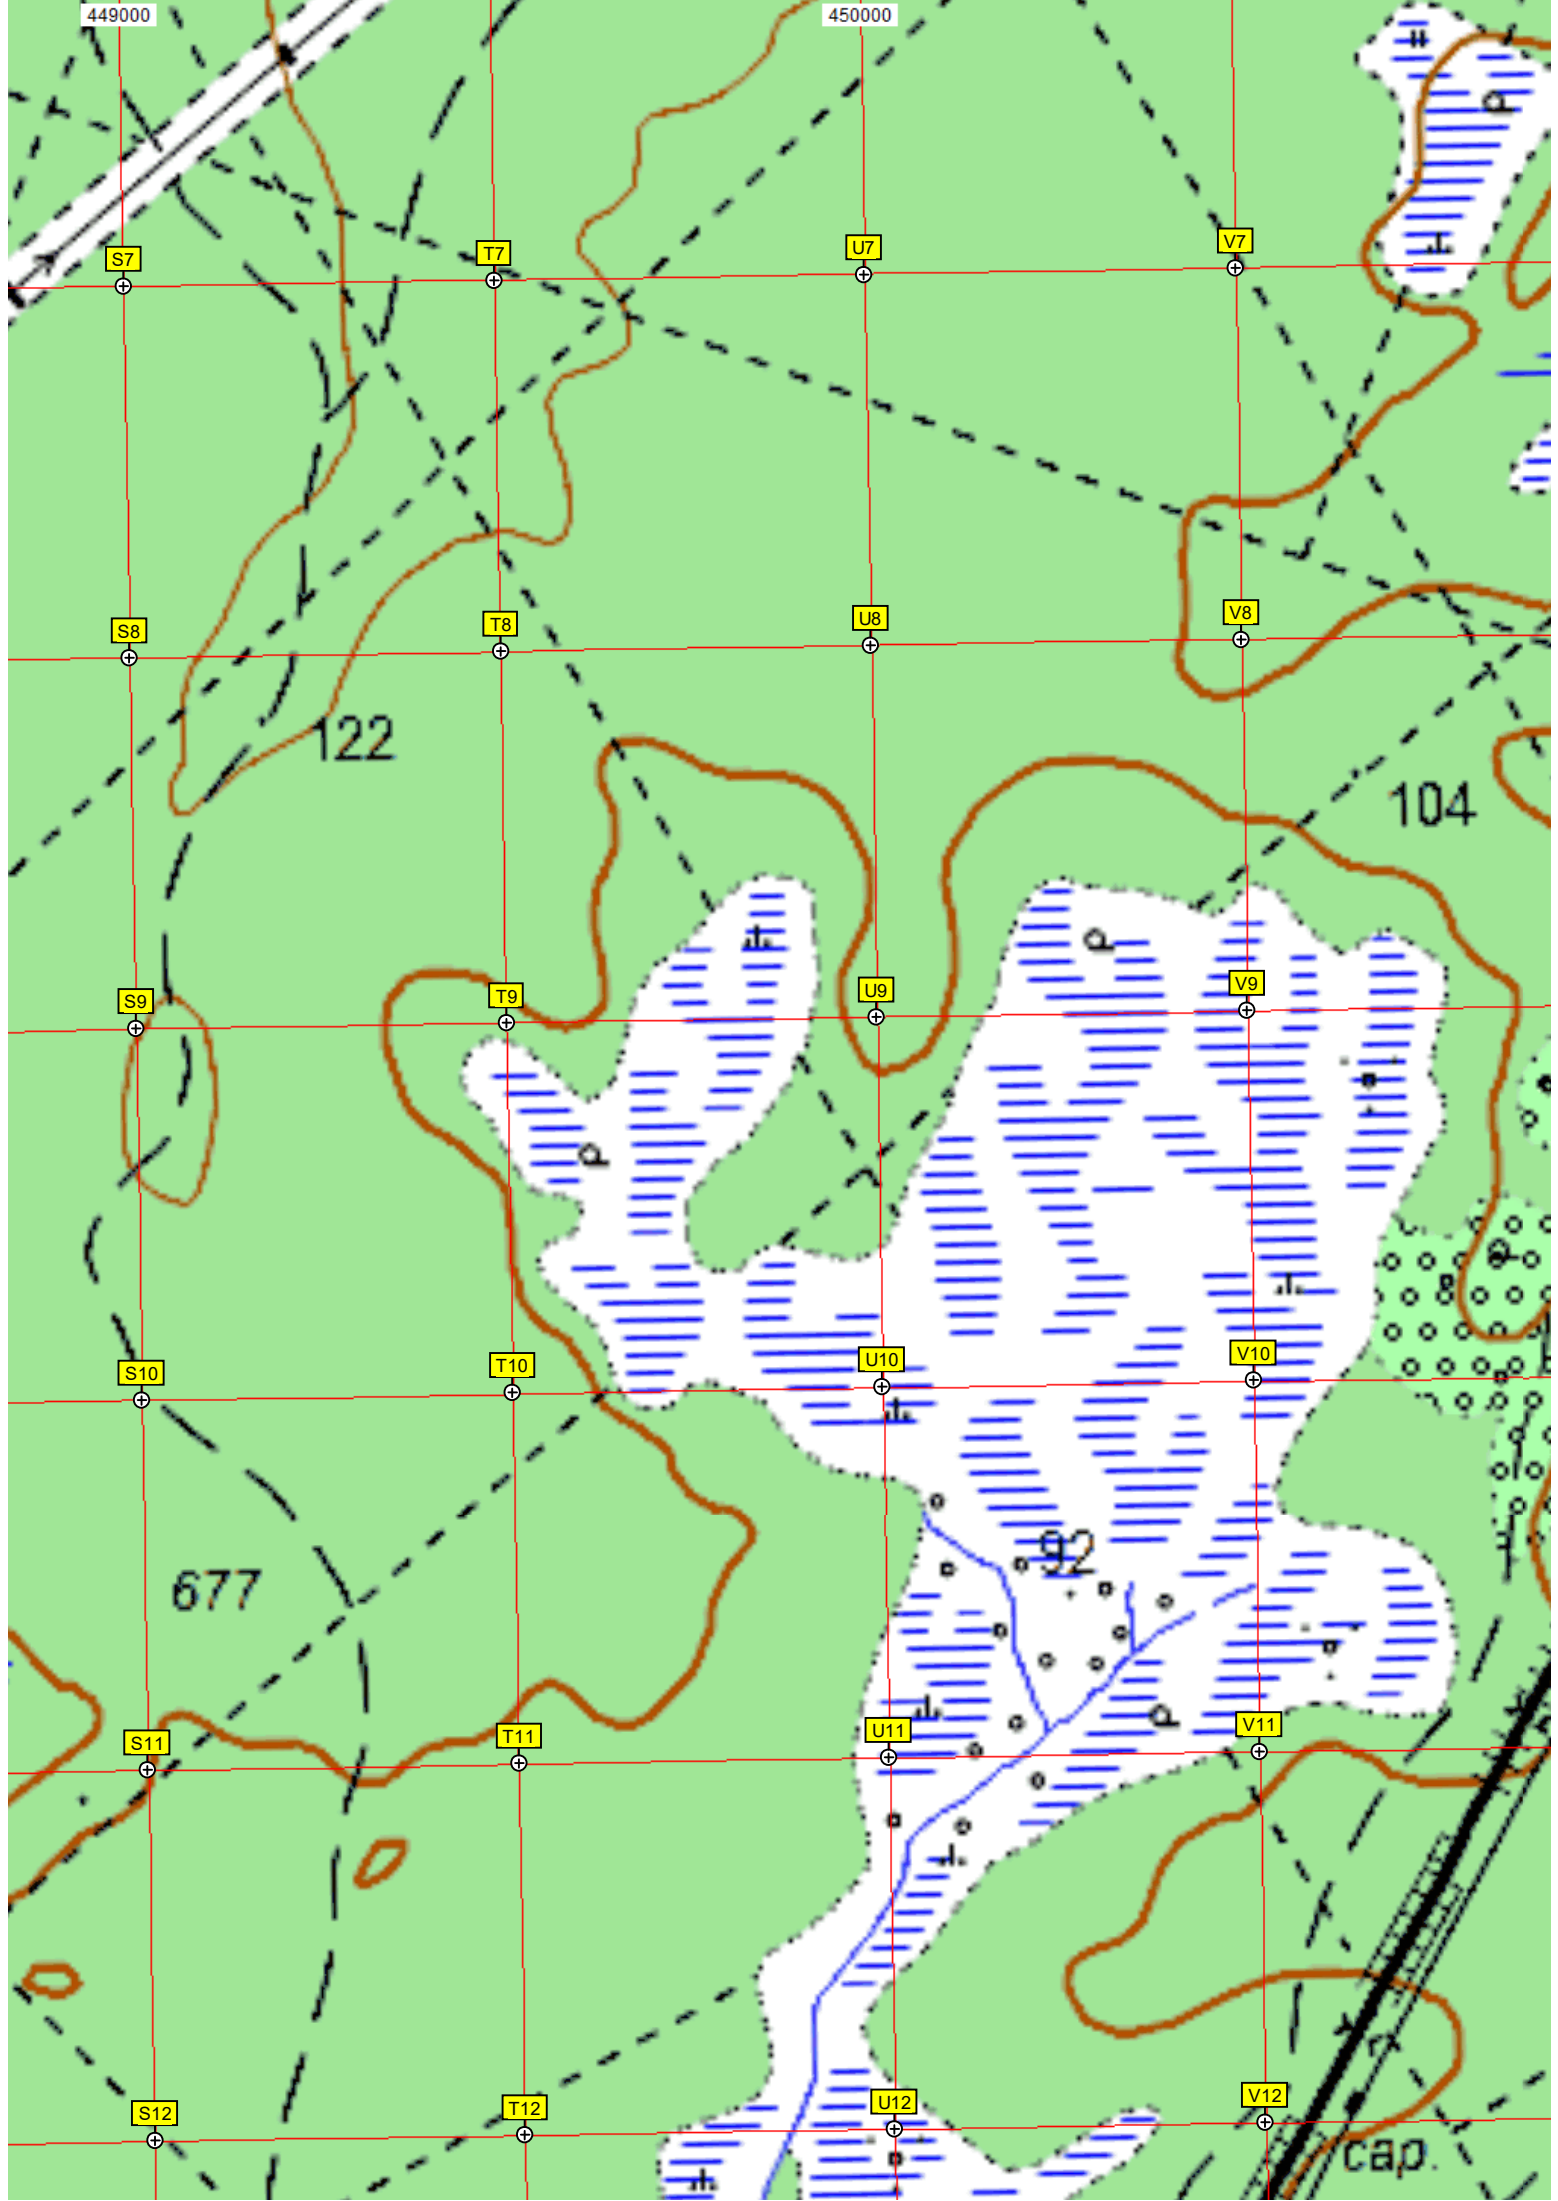 449000 450000
S7 T7 U7 V7
S8 T8 U8 V8
122
104
S9 T9 U9 V9
S10 T10 U10 V10
92
677
S11 T11 U11 V11
S12 T12 U12 V12
сар.